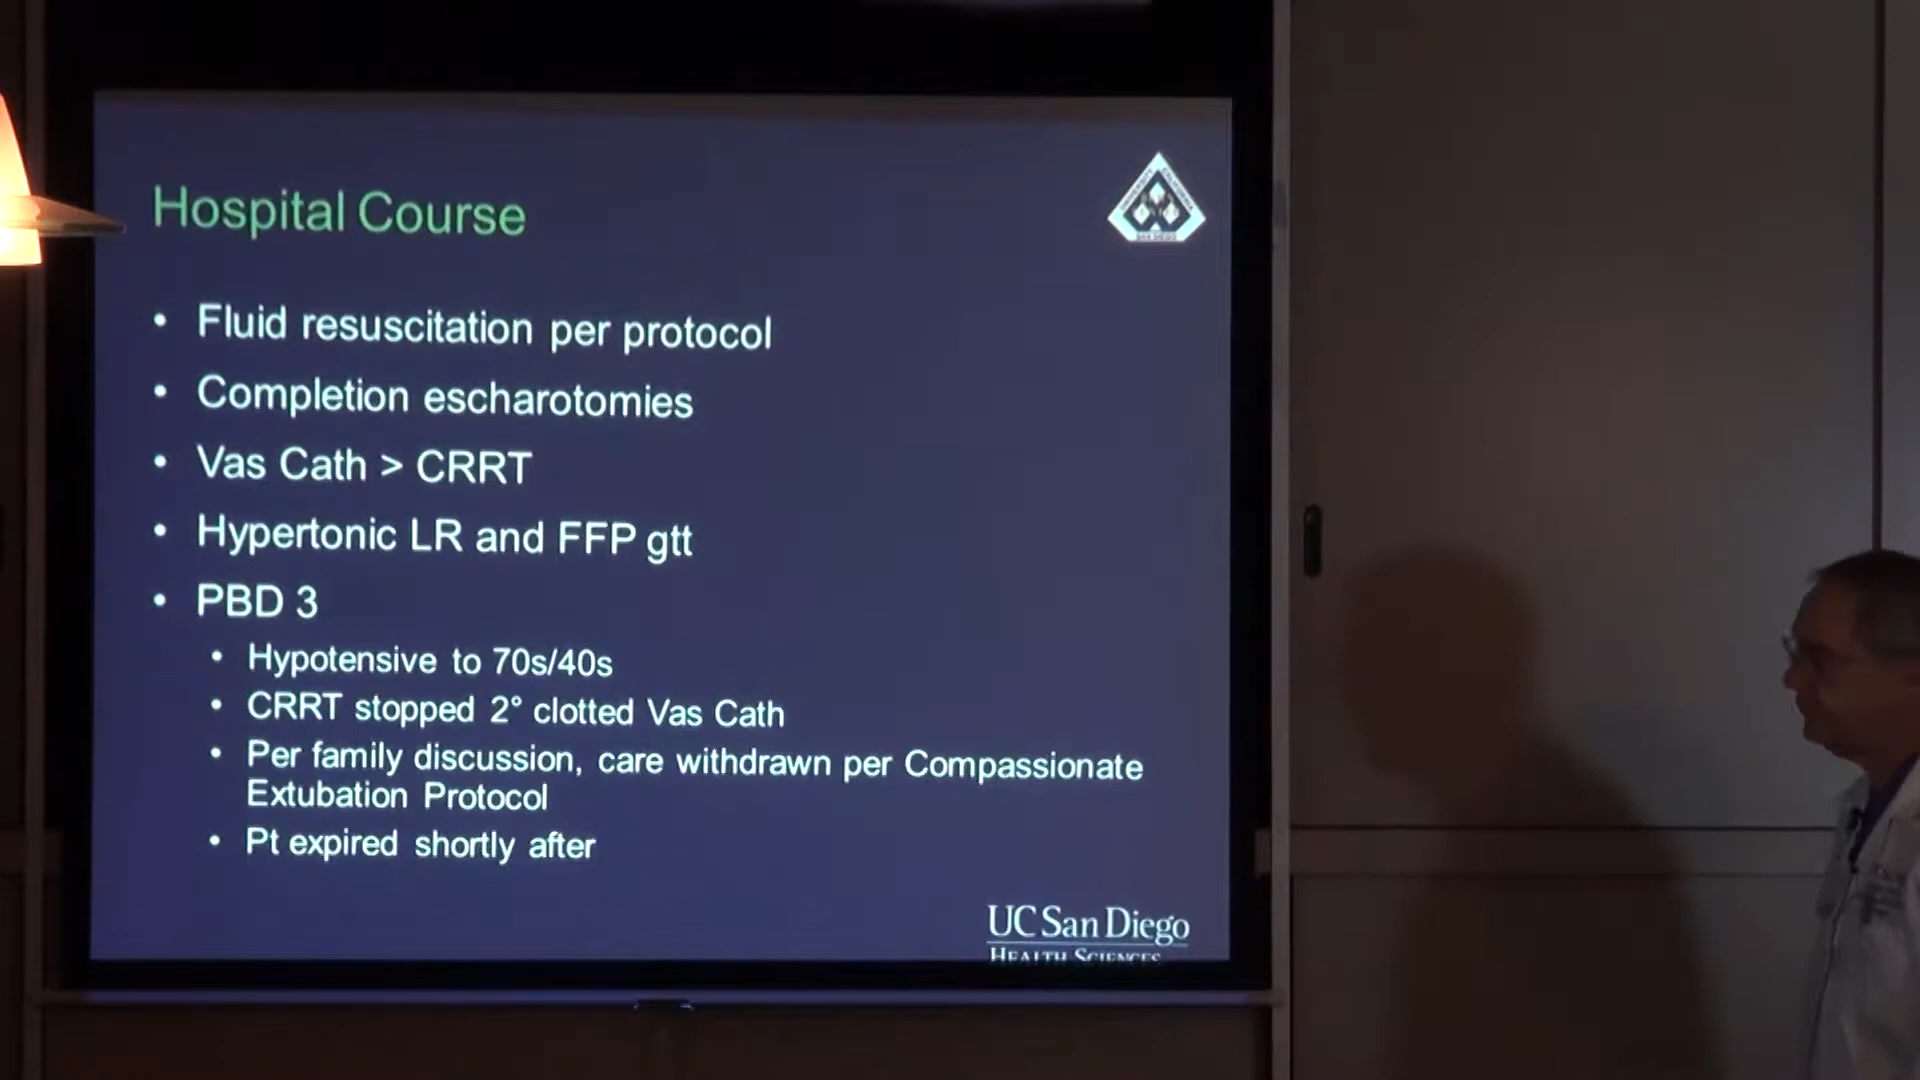 Hospital Course
• Fluid resuscitation per protocol
• Completion escharotomies
• Vas Cath > CRRT
• Hypertonic LR and FFP gtt
• PBD 3
• Hypotensive to 70s/40s
• CRRT stopped 2° clotted Vas Cath
• Per family discussion, care withdrawn per Compassionate
Extubation Protocol
• Pt expired shortly after
UC San Diego
HEALTH SCIENCES